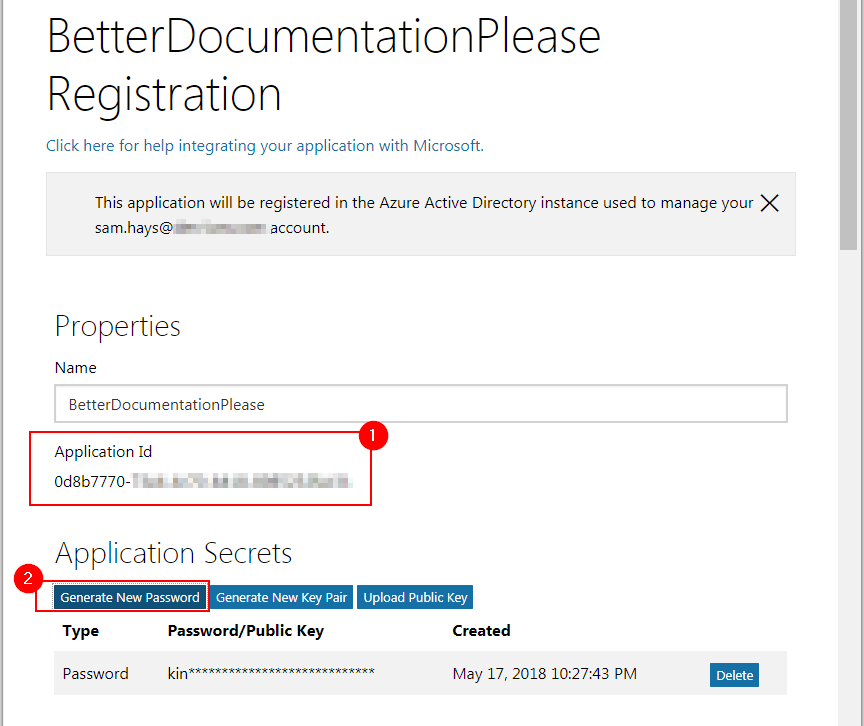 BetterDocumentationPlease
Registration
Click here for help integrating your application with Microsoft.
This application will be registered in the Azure Active Directory instance used to manage your
sam.hays@ account.
Properties
Name
BetterDocumentationPlease
1
Application Id
0d8b7770-
Application Secrets
2
Generate New Password Generate New Key Pair Upload Public Key
Type Password/Public Key Created
Password kin**************************** May 17, 2018 10:27:43 PM Delete